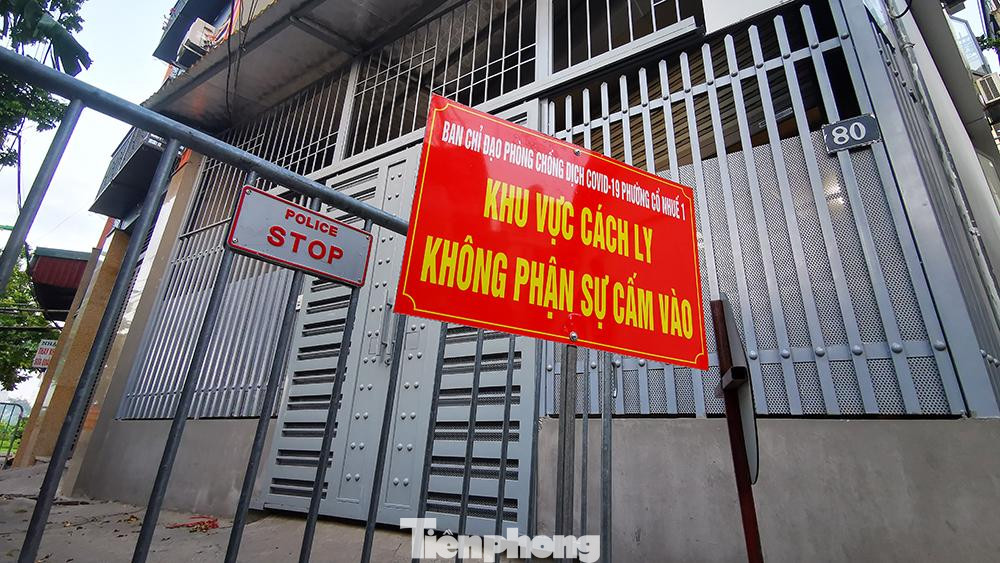 BAN CHỈ ĐẠO PHÒNG CHỐNG DỊCH COVID-19 PHƯỜNG CỔ NHUẾ 1
KHU VỰC CÁCH LY
KHÔNG PHẬN SỰ CẤM VÀO
POLICE
STOP
80
Tiênphong